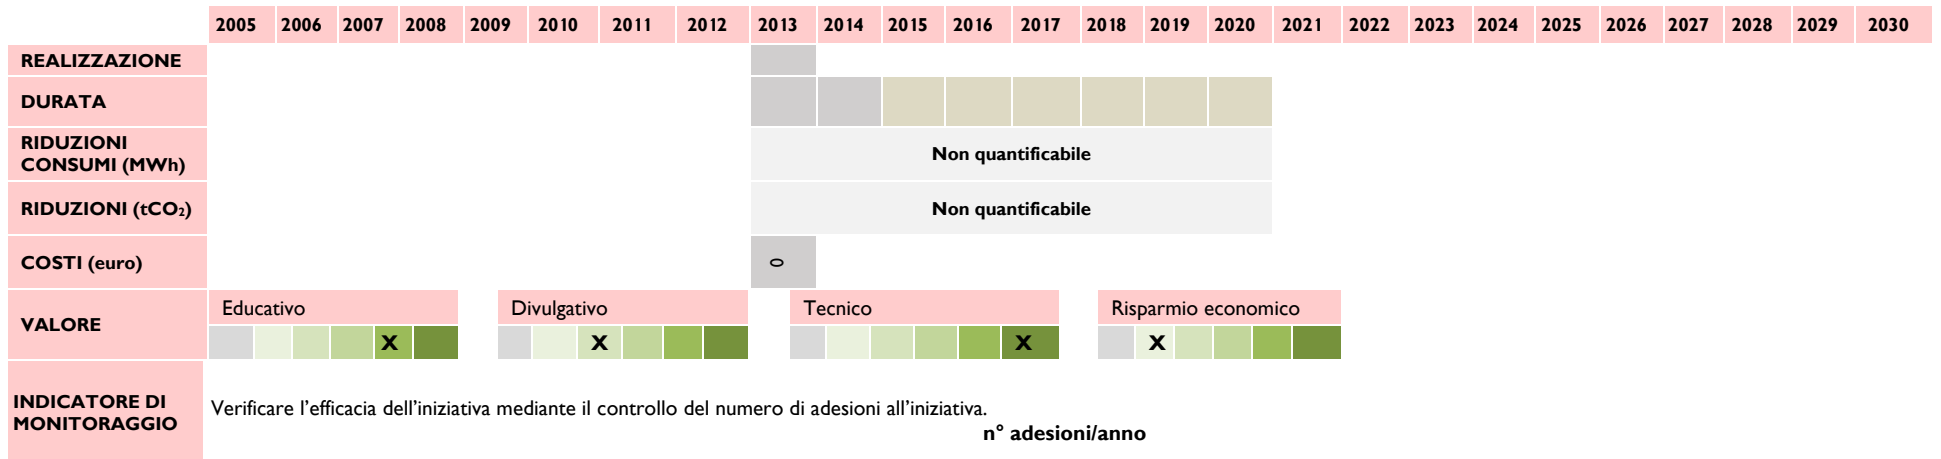 2005 2006 2007 2008 2009 2010 2011 2012 2013 2014 2015 2016 2017 2018 2019 2020 2021 2022 2023 2024 2025 2026 2027 2028 2029 2030
REALIZZAZIONE
DURATA
RIDUZIONI
CONSUMI (MWh)
Non quantificabile
RIDUZIONI (tCO₂)
Non quantificabile
COSTI (euro)
0
VALORE
Educativo Divulgativo Tecnico Risparmio economico
X X X X
INDICATORE DI
MONITORAGGIO
Verificare l’efficacia dell’iniziativa mediante il controllo del numero di adesioni all’iniziativa.
n° adesioni/anno